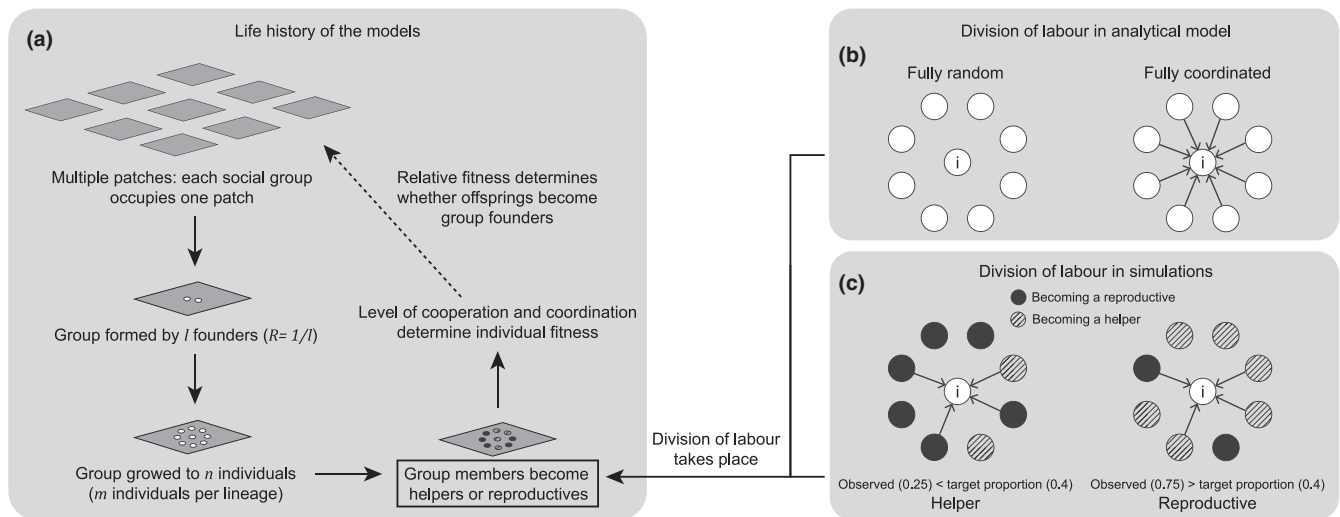 (a)
Life history of the models
Multiple patches: each social group
occupies one patch
Relative fitness determines
whether offsprings become
group founders
Group formed by l founders (R= 1/l)
Level of cooperation and coordination
determine individual fitness
Group growed to n individuals
(m individuals per lineage)
Group members become
helpers or reproductives
Division of labour
takes place
(b)
Division of labour in analytical model
Fully random
Fully coordinated
i
i
(c)
Division of labour in simulations
Becoming a reproductive
Becoming a helper
i
i
Observed (0.25) < target proportion (0.4)
Helper
Observed (0.75) > target proportion (0.4)
Reproductive